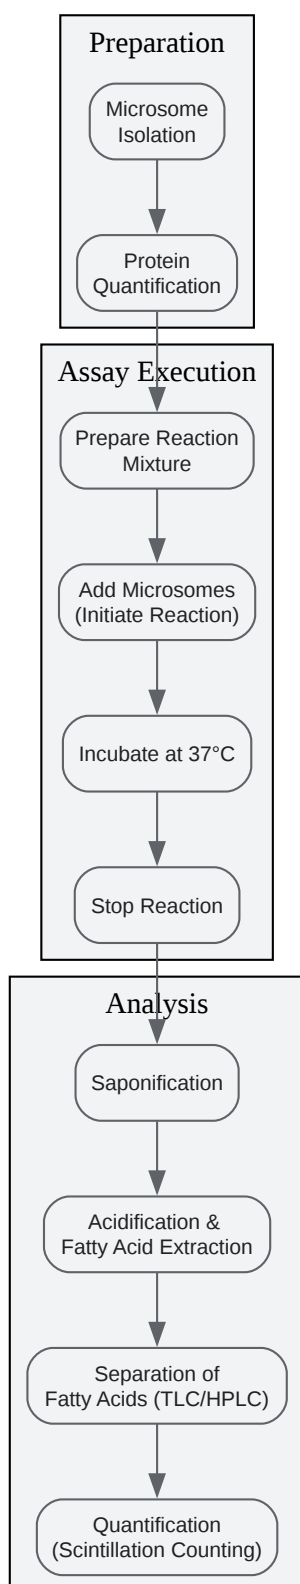 Preparation
Microsome
Isolation
Protein
Quantification
Assay Execution
Prepare Reaction
Mixture
Add Microsomes
(Initiate Reaction)
Incubate at 37°C
Stop Reaction
Analysis
Saponification
Acidification &
Fatty Acid Extraction
Separation of
Fatty Acids (TLC/HPLC)
Quantification
(Scintillation Counting)